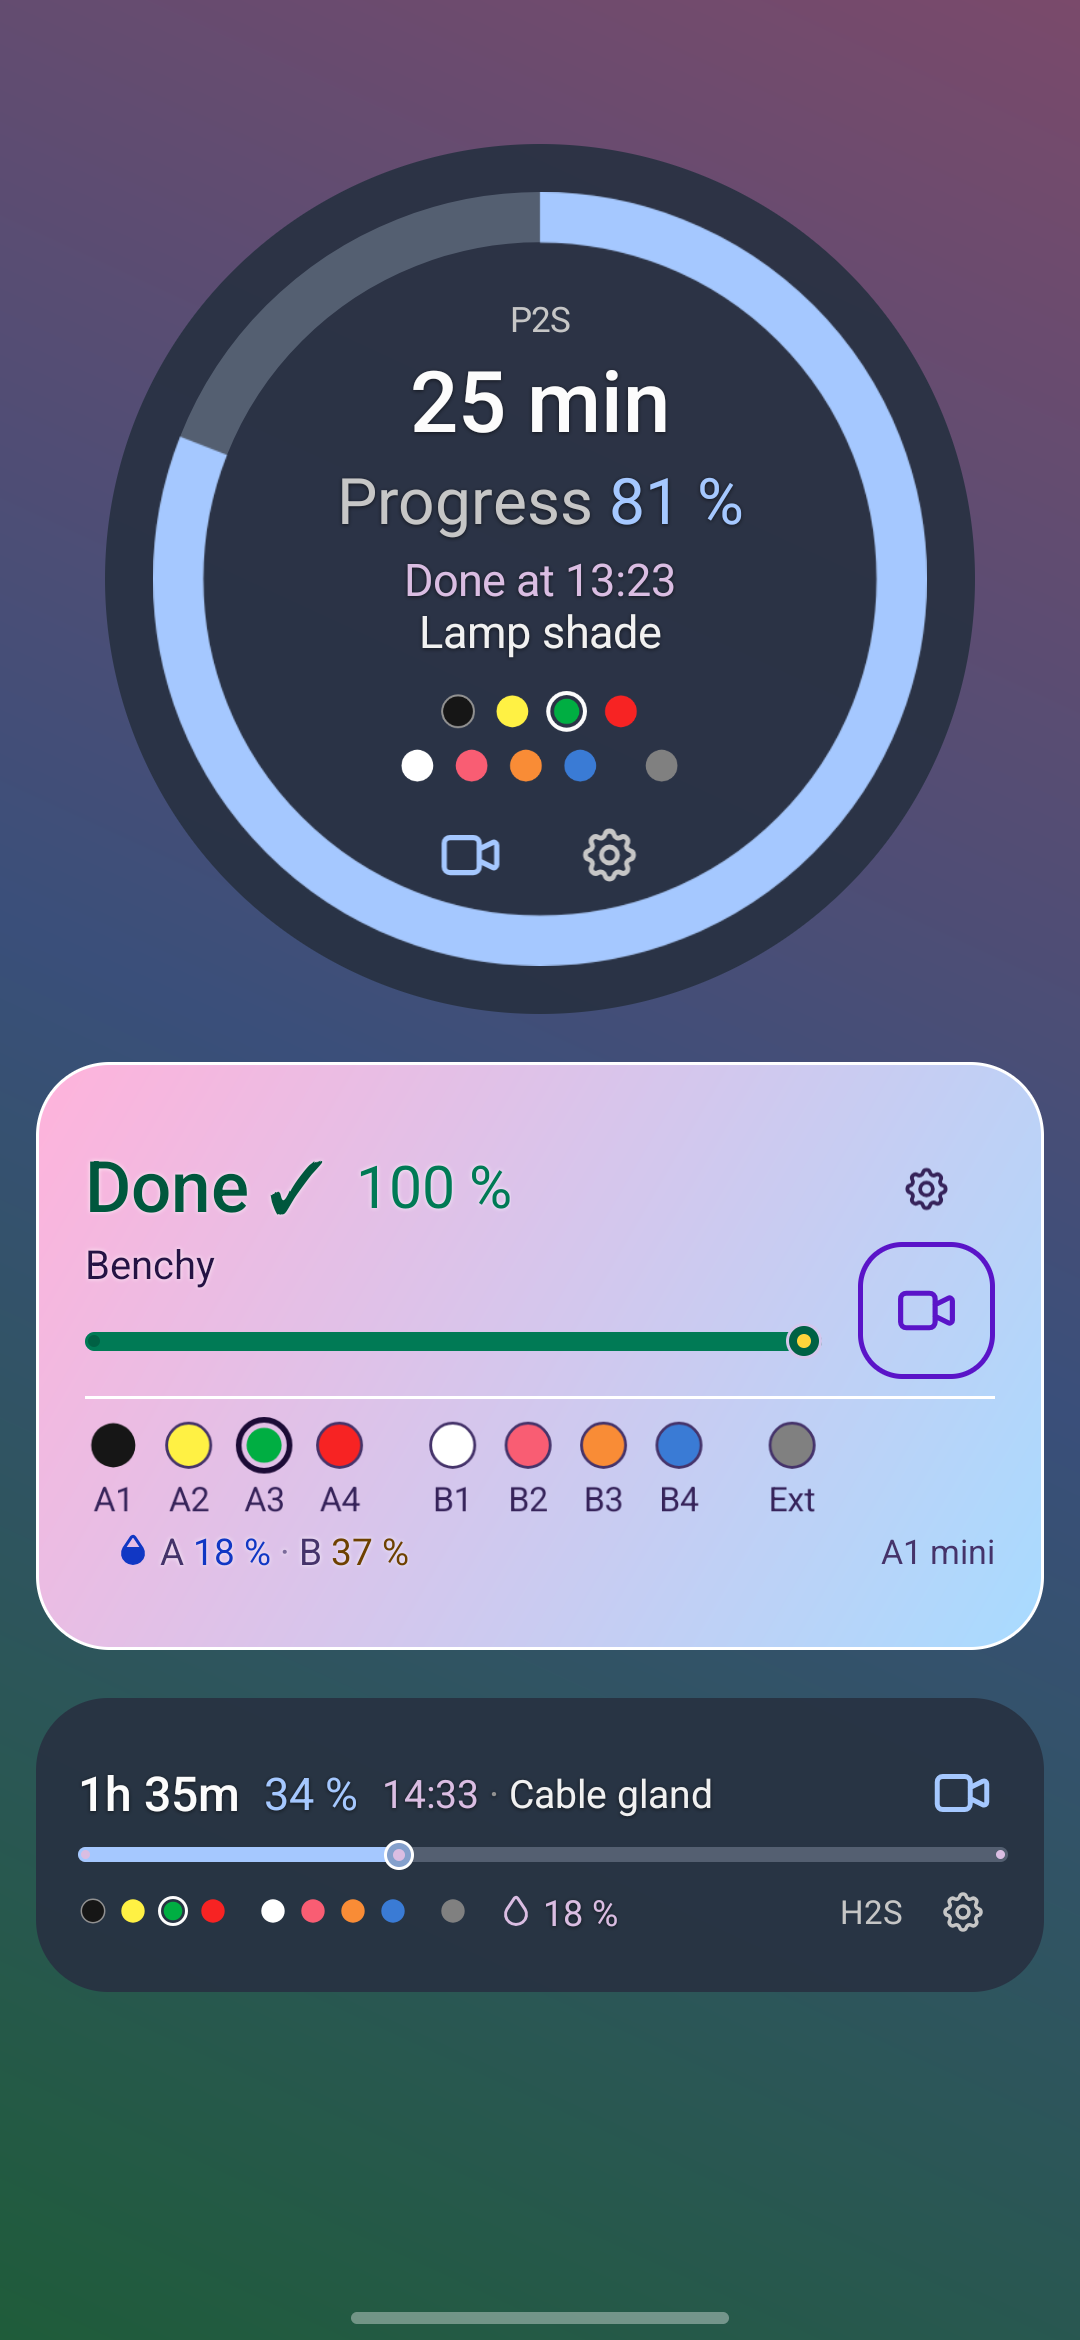 P2S
25 min
Progress 81 %
Done at 13:23
Lamp shade
Done ✓ 100 %
Benchy
A1 A2 A3 A4 B1 B2 B3 B4 Ext
A 18 % · B 37 %
A1 mini
1h 35m 34 % 14:33 · Cable gland
18 %
H2S